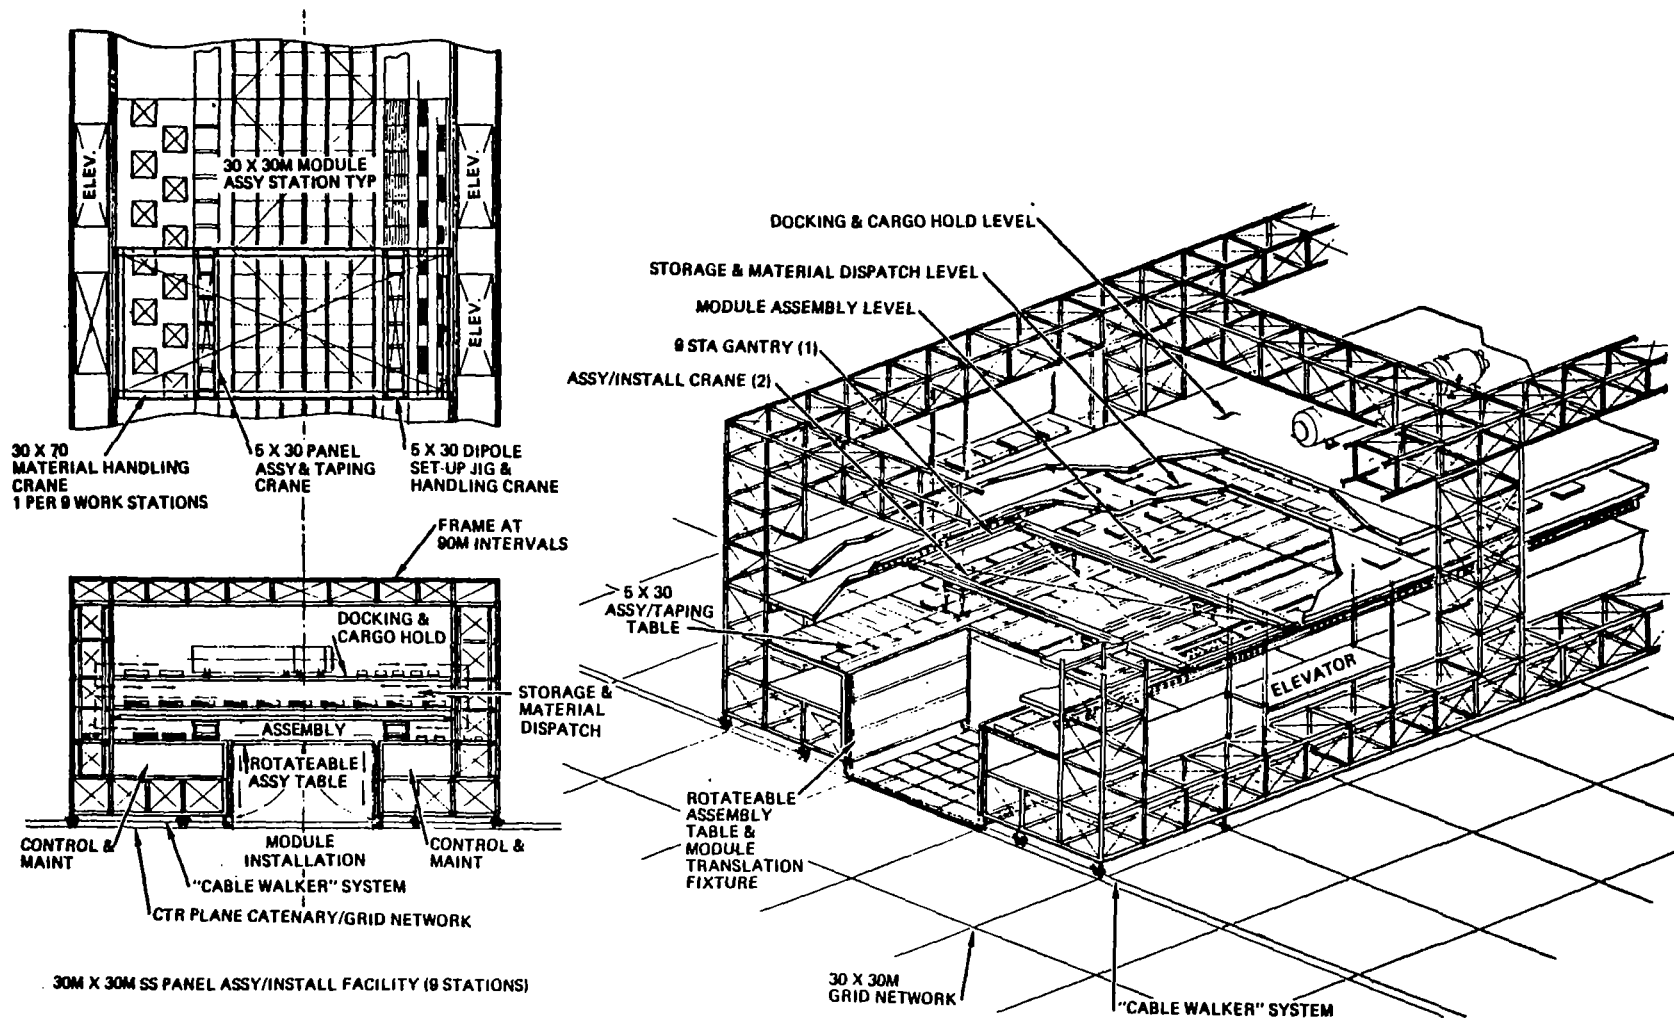 ELEV.
30 X 30M MODULE
ASSY STATION TYP
ELEV.
ELEV.
30 X 70
MATERIAL HANDLING
CRANE
1 PER 9 WORK STATIONS
5 X 30 PANEL
ASSY & TAPING
CRANE
5 X 30 DIPOLE
SET-UP JIG &
HANDLING CRANE
FRAME AT
90M INTERVALS
DOCKING &
CARGO HOLD
STORAGE &
MATERIAL
DISPATCH
ASSEMBLY
ROTATEABLE
ASSY TABLE
CONTROL &
MAINT
MODULE
INSTALLATION
CONTROL &
MAINT
"CABLE WALKER" SYSTEM
CTR PLANE CATENARY/GRID NETWORK
30M X 30M SS PANEL ASSY/INSTALL FACILITY (9 STATIONS)
DOCKING & CARGO HOLD LEVEL
STORAGE & MATERIAL DISPATCH LEVEL
MODULE ASSEMBLY LEVEL
9 STA GANTRY (1)
ASSY/INSTALL CRANE (2)
5 X 30
ASSY/TAPING
TABLE
ELEVATOR
ROTATEABLE
ASSEMBLY
TABLE &
MODULE
TRANSLATION
FIXTURE
30 X 30M
GRID NETWORK
"CABLE WALKER" SYSTEM